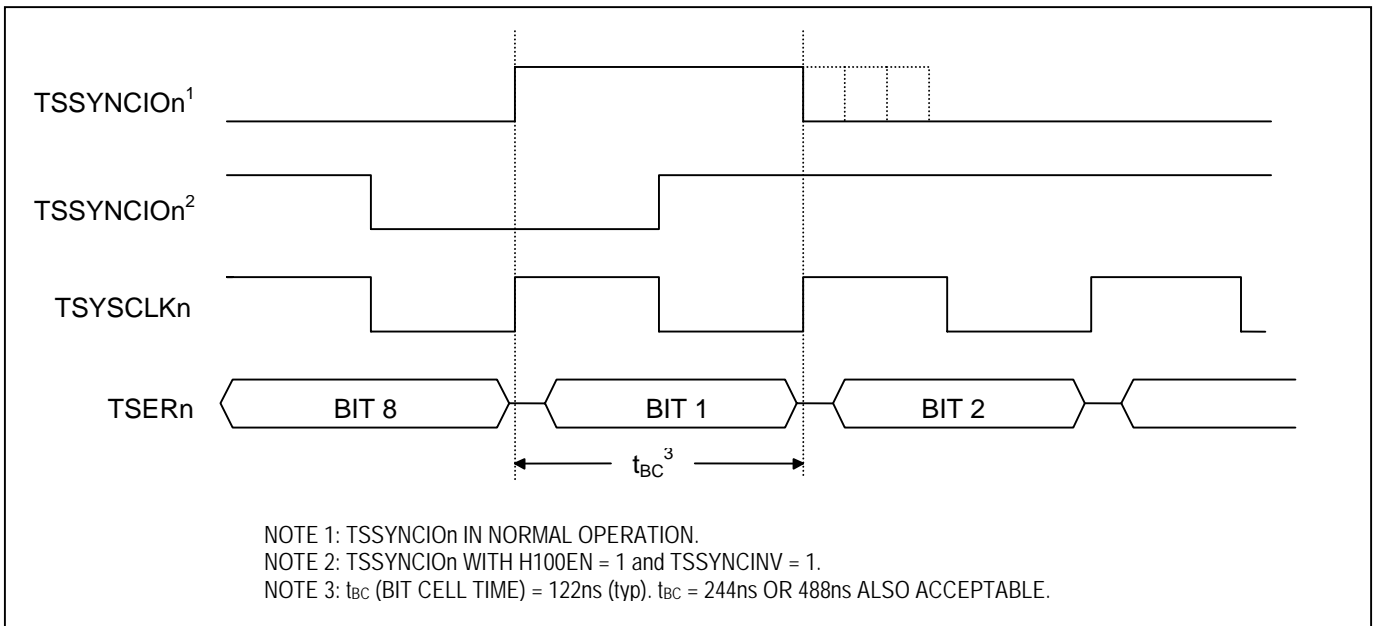 TSSYNCIOn¹
TSSYNCIOn²
TSYSCLKn
TSERn
BIT 8
BIT 1
BIT 2
tBC³
NOTE 1: TSSYNCIOn IN NORMAL OPERATION.
NOTE 2: TSSYNCIOn WITH H100EN = 1 and TSSYNCINV = 1.
NOTE 3: tBC (BIT CELL TIME) = 122ns (typ). tBC = 244ns OR 488ns ALSO ACCEPTABLE.